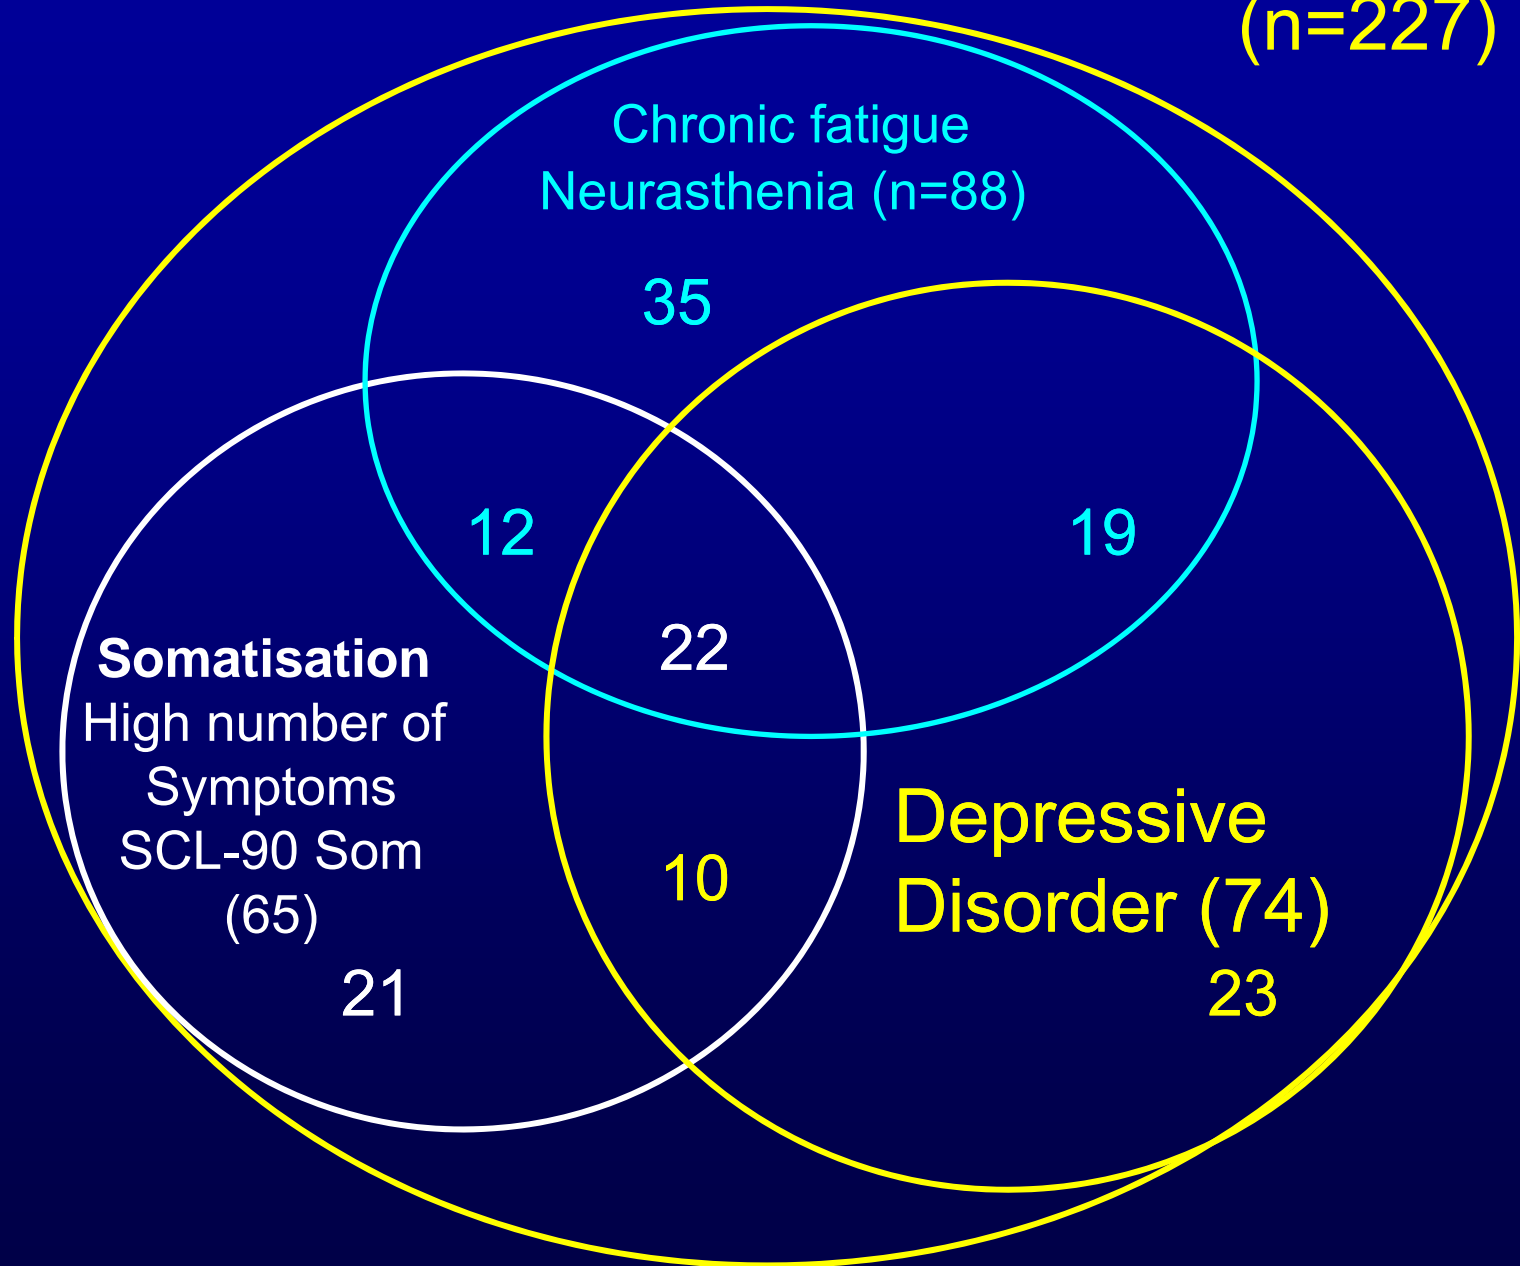 (n=227)
Chronic fatigue
Neurasthenia (n=88)
35
12
19
22
Somatisation
High number of
Symptoms
SCL-90 Som
(65)
Depressive
Disorder (74)
10
21
23